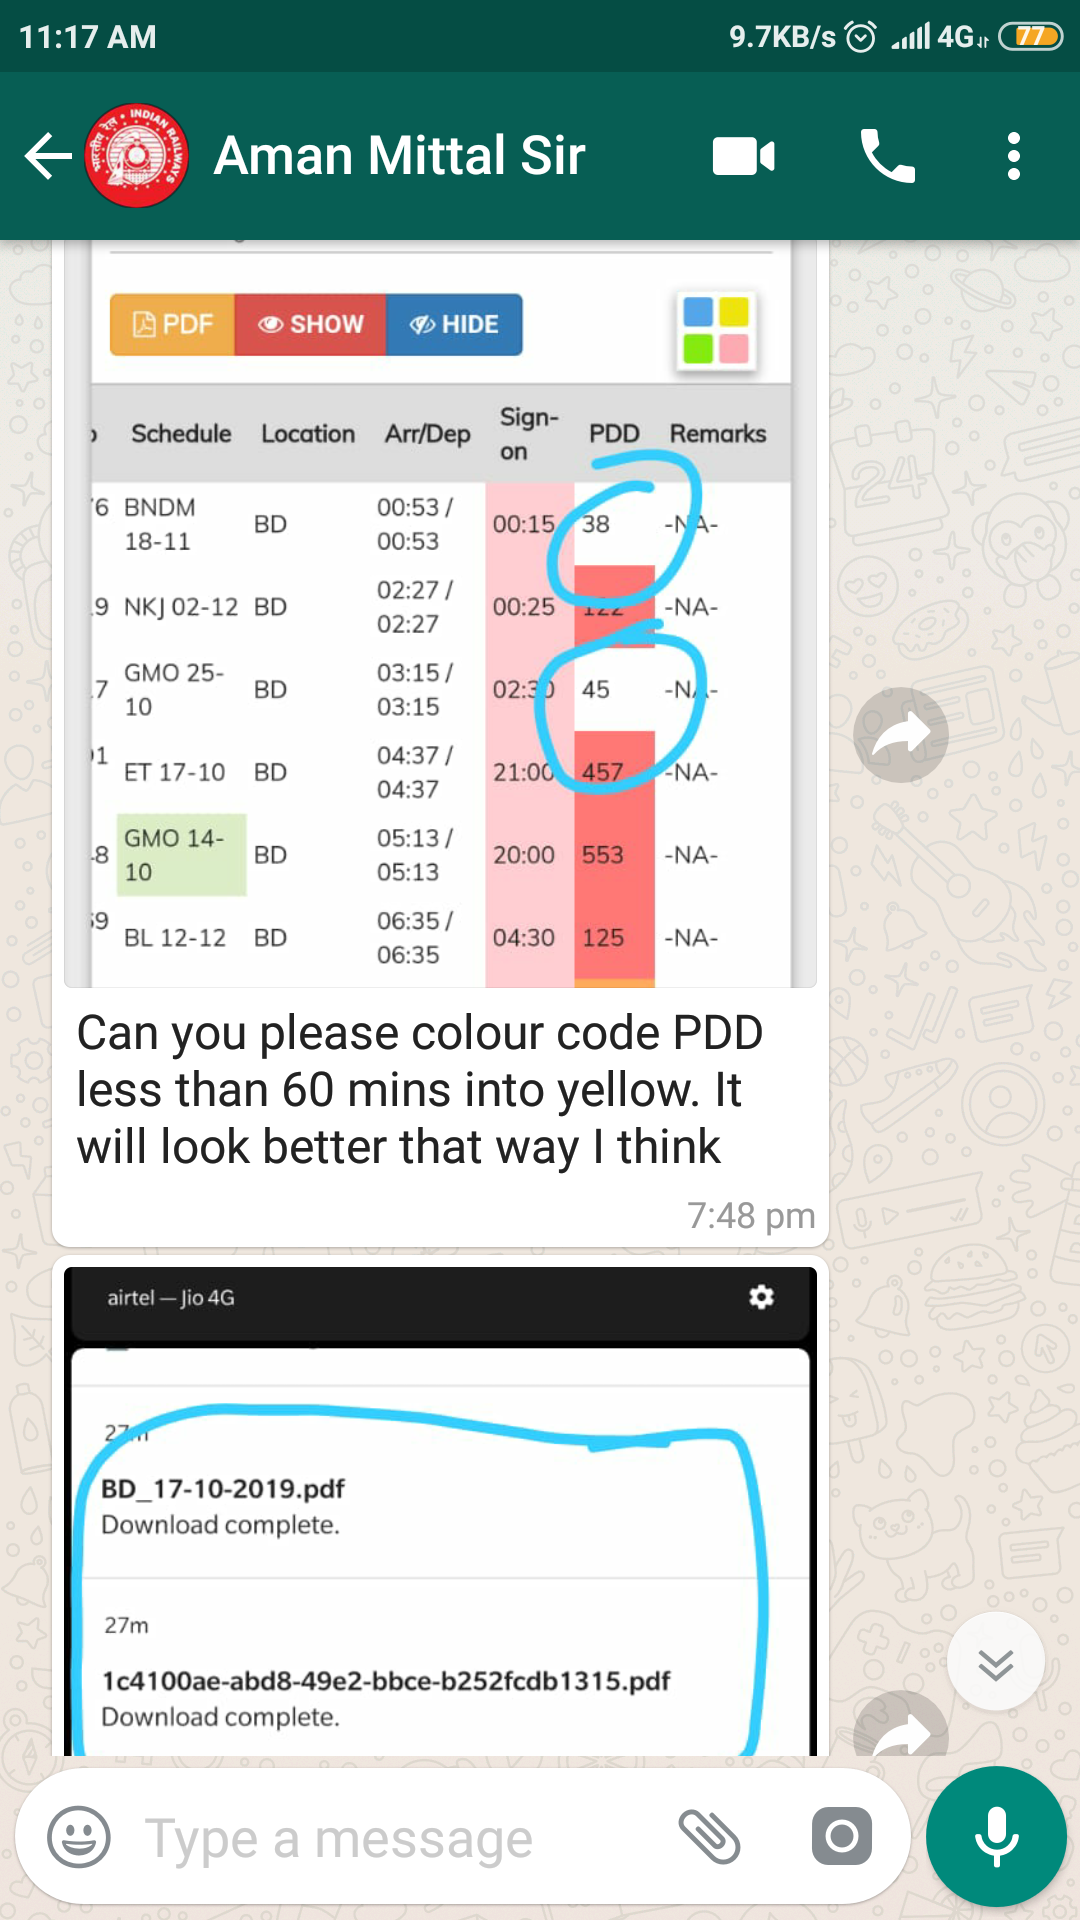 11:17 AM 9.7KB/s 4G 77
Aman Mittal Sir
PDF SHOW HIDE
Schedule Location Arr/Dep Sign-on PDD Remarks
BNDM 18-11 BD 00:53 / 00:53 00:15 38 -NA-
NKJ 02-12 BD 02:27 / 02:27 00:25 122 -NA-
GMO 25-10 BD 03:15 / 03:15 02:30 45 -NA-
ET 17-10 BD 04:37 / 04:37 21:00 457 -NA-
GMO 14-10 BD 05:13 / 05:13 20:00 553 -NA-
BL 12-12 BD 06:35 / 06:35 04:30 125 -NA-
Can you please colour code PDD
less than 60 mins into yellow. It
will look better that way I think
7:48 pm
airtel — Jio 4G
27m
BD_17-10-2019.pdf
Download complete.
27m
1c4100ae-abd8-49e2-bbce-b252fcdb1315.pdf
Download complete.
Type a message